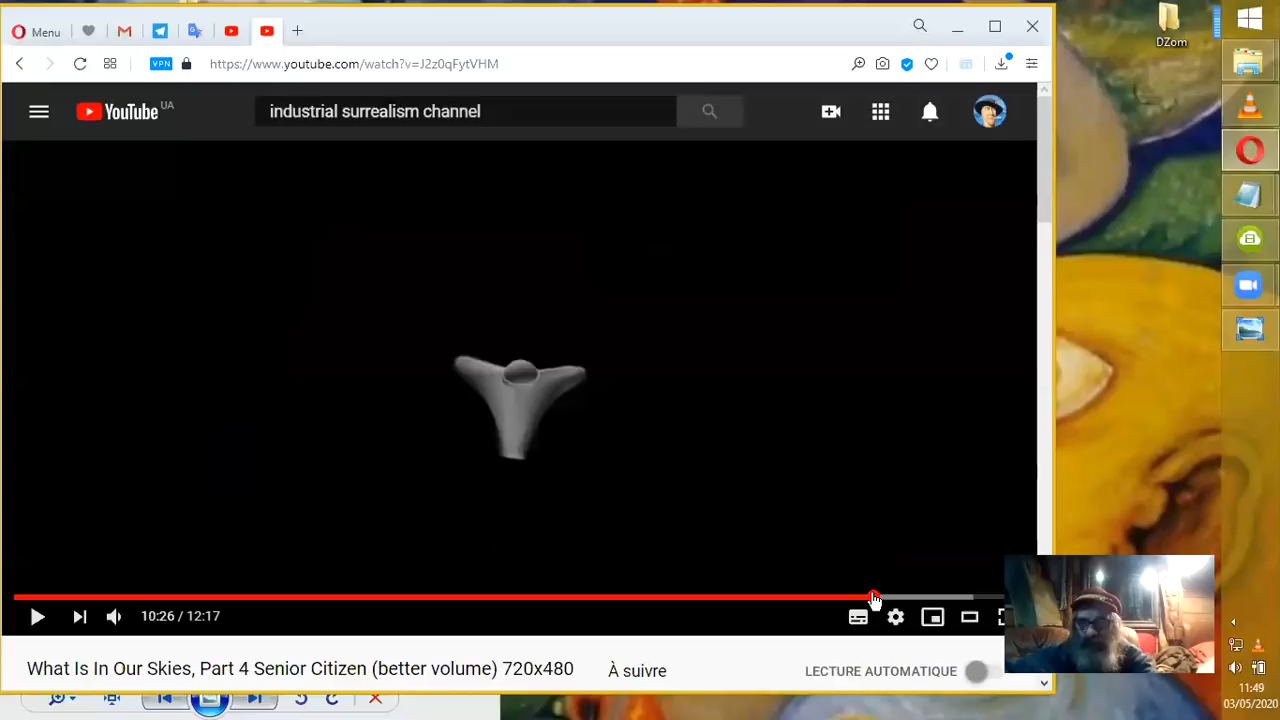 Menu
DZom
VPN
https://www.youtube.com/watch?v=J2z0qFytVHM
YouTube UA
industrial surrealism channel
10:26 / 12:17
What Is In Our Skies, Part 4 Senior Citizen (better volume) 720x480
À suivre
LECTURE AUTOMATIQUE
11:49
03/05/2020